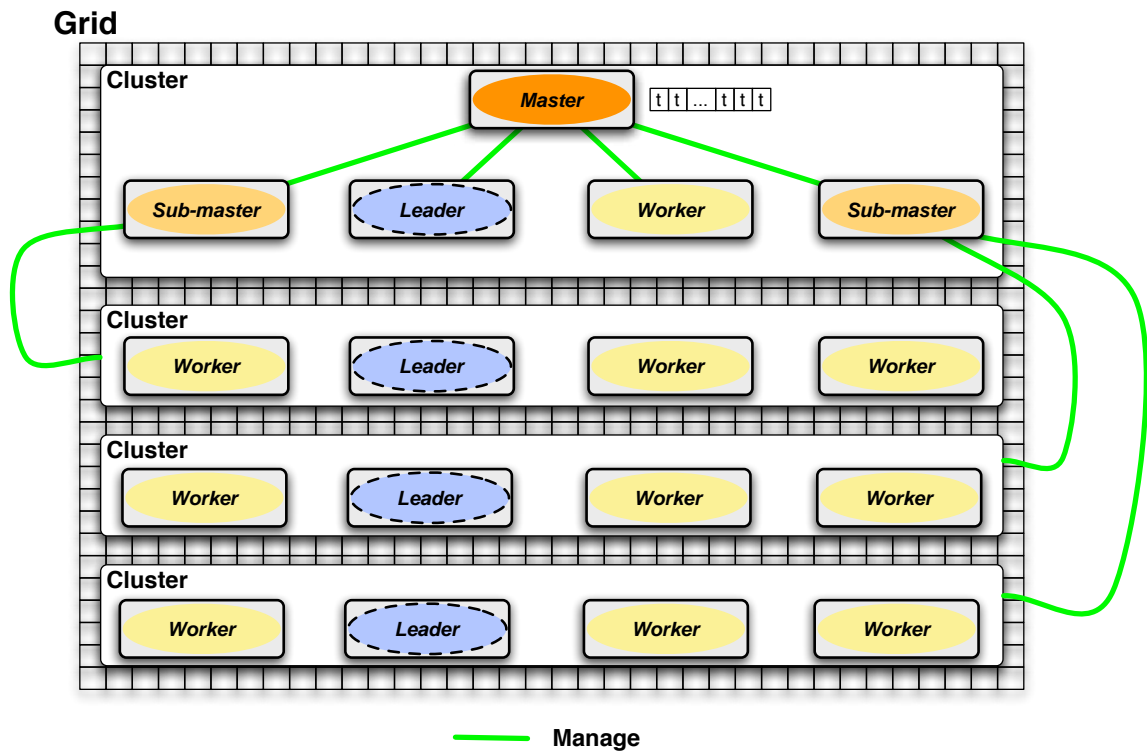 Grid
Cluster
Master
t t ... t t t
Sub-master Leader Worker Sub-master
Cluster
Worker Leader Worker Worker
Cluster
Worker Leader Worker Worker
Cluster
Worker Leader Worker Worker
Manage